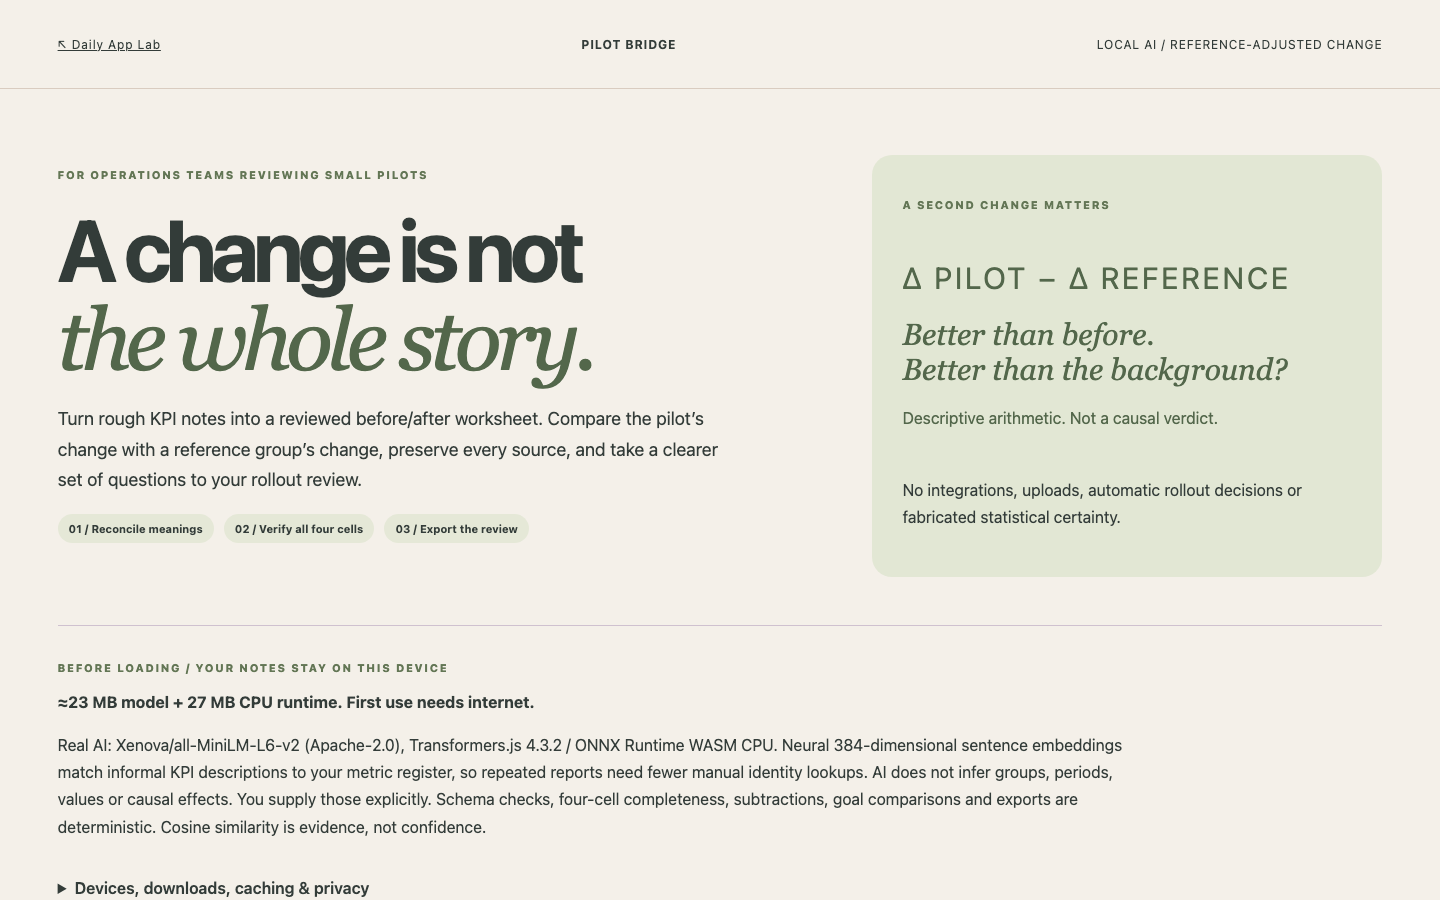 ↖ Daily App Lab
PILOT BRIDGE
LOCAL AI / REFERENCE-ADJUSTED CHANGE
FOR OPERATIONS TEAMS REVIEWING SMALL PILOTS
A change is not
the whole story.
Turn rough KPI notes into a reviewed before/after worksheet. Compare the pilot’s
change with a reference group’s change, preserve every source, and take a clearer
set of questions to your rollout review.
01 / Reconcile meanings
02 / Verify all four cells
03 / Export the review
A SECOND CHANGE MATTERS
Δ PILOT − Δ REFERENCE
Better than before.
Better than the background?
Descriptive arithmetic. Not a causal verdict.
No integrations, uploads, automatic rollout decisions or
fabricated statistical certainty.
BEFORE LOADING / YOUR NOTES STAY ON THIS DEVICE
≈23 MB model + 27 MB CPU runtime. First use needs internet.
Real AI: Xenova/all-MiniLM-L6-v2 (Apache-2.0), Transformers.js 4.3.2 / ONNX Runtime WASM CPU. Neural 384-dimensional sentence embeddings
match informal KPI descriptions to your metric register, so repeated reports need fewer manual identity lookups. AI does not infer groups, periods,
values or causal effects. You supply those explicitly. Schema checks, four-cell completeness, subtractions, goal comparisons and exports are
deterministic. Cosine similarity is evidence, not confidence.
▶ Devices, downloads, caching & privacy